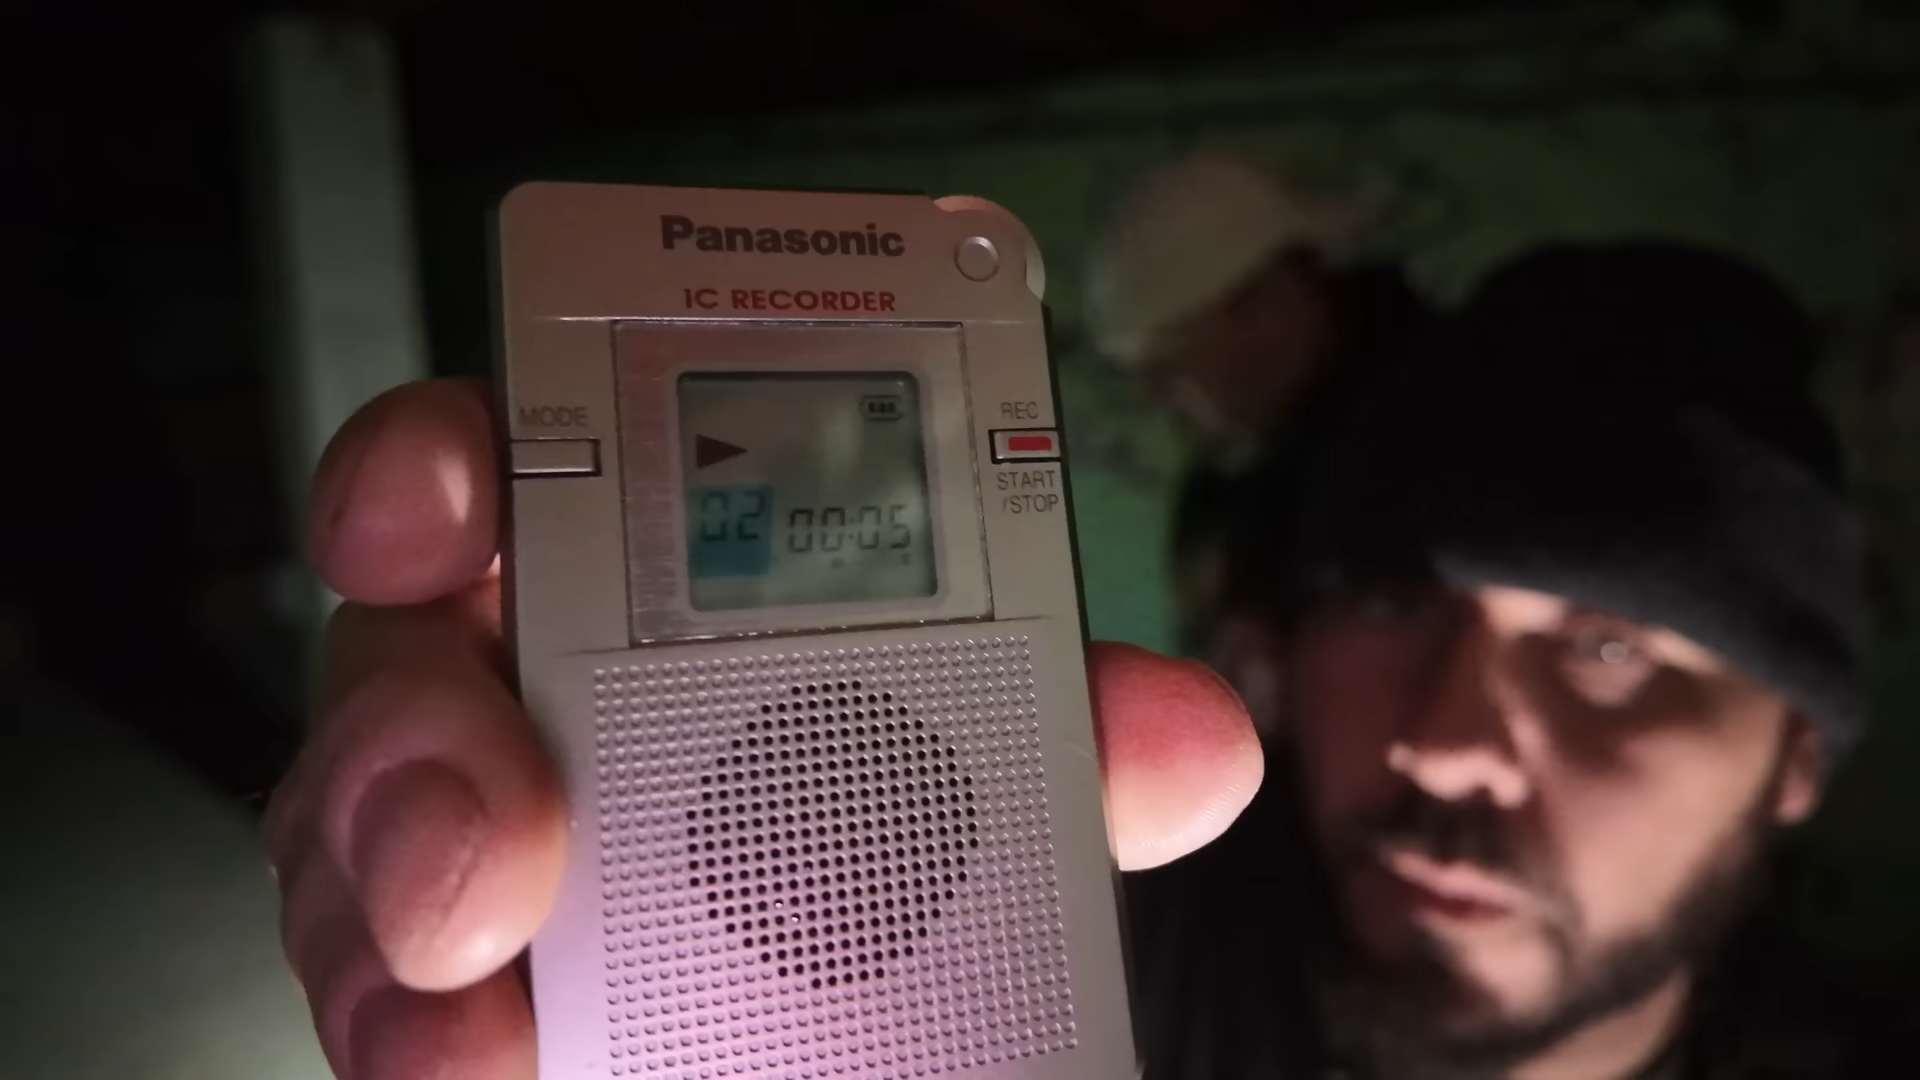 Panasonic
IC RECORDER
MODE
REC
START
/STOP
02 00:05